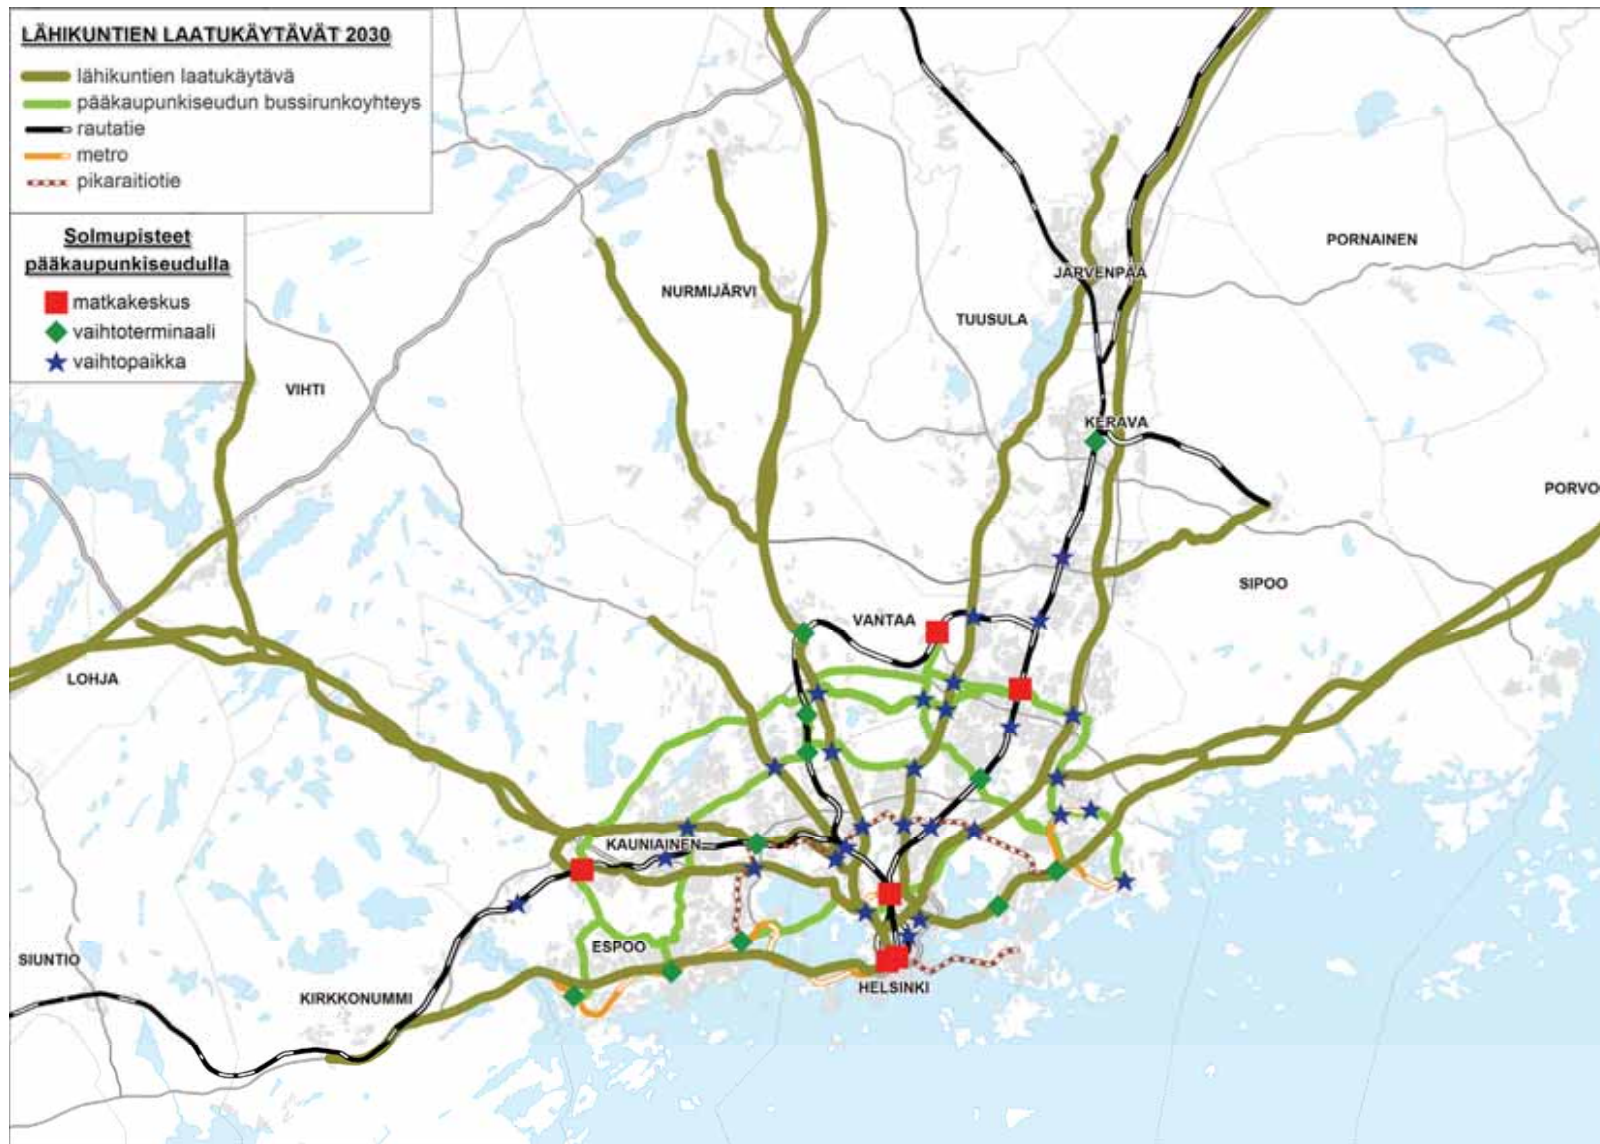 LÄHIKUNTIEN LAATUKÄYTÄVÄT 2030
lähikuntien laatukäytävä
pääkaupunkiseudun bussirunkoyhteys
rautatie
metro
pikaraitiotie
Solmupisteet
pääkaupunkiseudulla
matkakeskus
vaihtoterminaali
vaihtopaikka
PORNAINEN
JÄRVENPÄÄ
NURMIJÄRVI
TUUSULA
VIHTI
KERAVA
PORVO
SIPOO
VANTAA
LOHJA
KAUNIAINEN
ESPOO
SIUNTIO
HELSINKI
KIRKKONUMMI